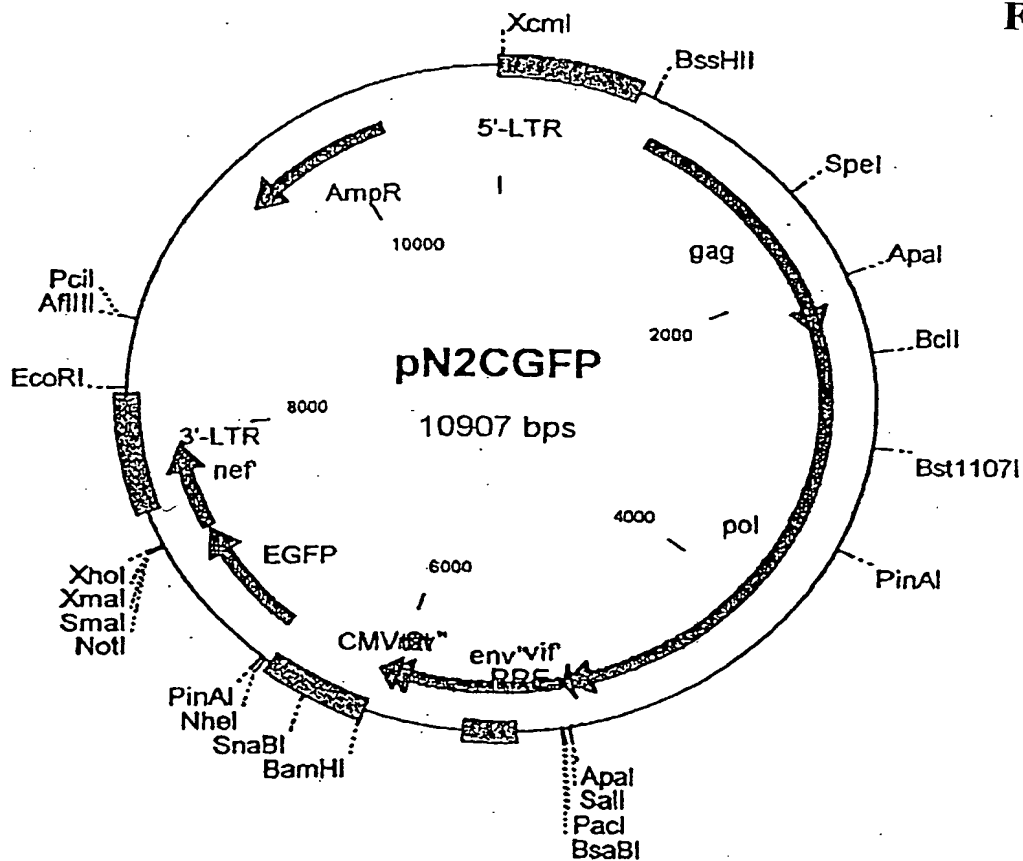 F
XcmI
BssHII
5'-LTR
SpeI
AmpR
I
10000
gag
ApaI
PciI
AflIII
2000
BclI
pN2CGFP
EcoRI
8000
10907 bps
3'-LTR
nef'
Bst1107I
4000
pol
EGFP
6000
PinAI
XhoI
XmaI
SmaI
NotI
CMV
env"
vif'
RRE
PinAI
NheI
SnaBI
BamHI
ApaI
SalI
PacI
BsaBI